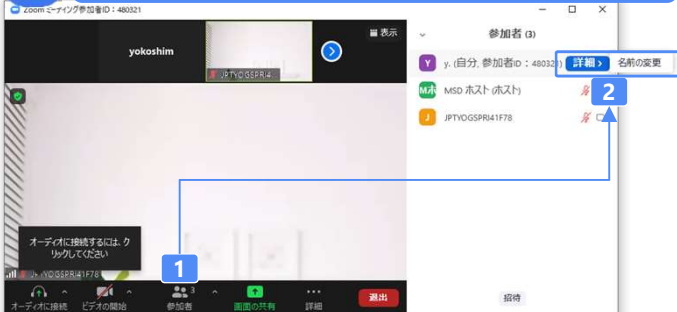 Zoom ミーティング参加者ID：480321
表示
yokoshim
JPTYOGSPRI4...
参加者 (3)
Y y. (自分, 参加者ID：480321) 詳細 > 名前の変更
Mホ MSD ホスト (ホスト)
J JPTYOGSPRI41F78
2
オーディオに接続するには、ク
リックしてください
JPTYOGSPRI41F78
1
3
オーディオに接続 ビデオの開始 参加者 画面の共有 詳細 退出
招待